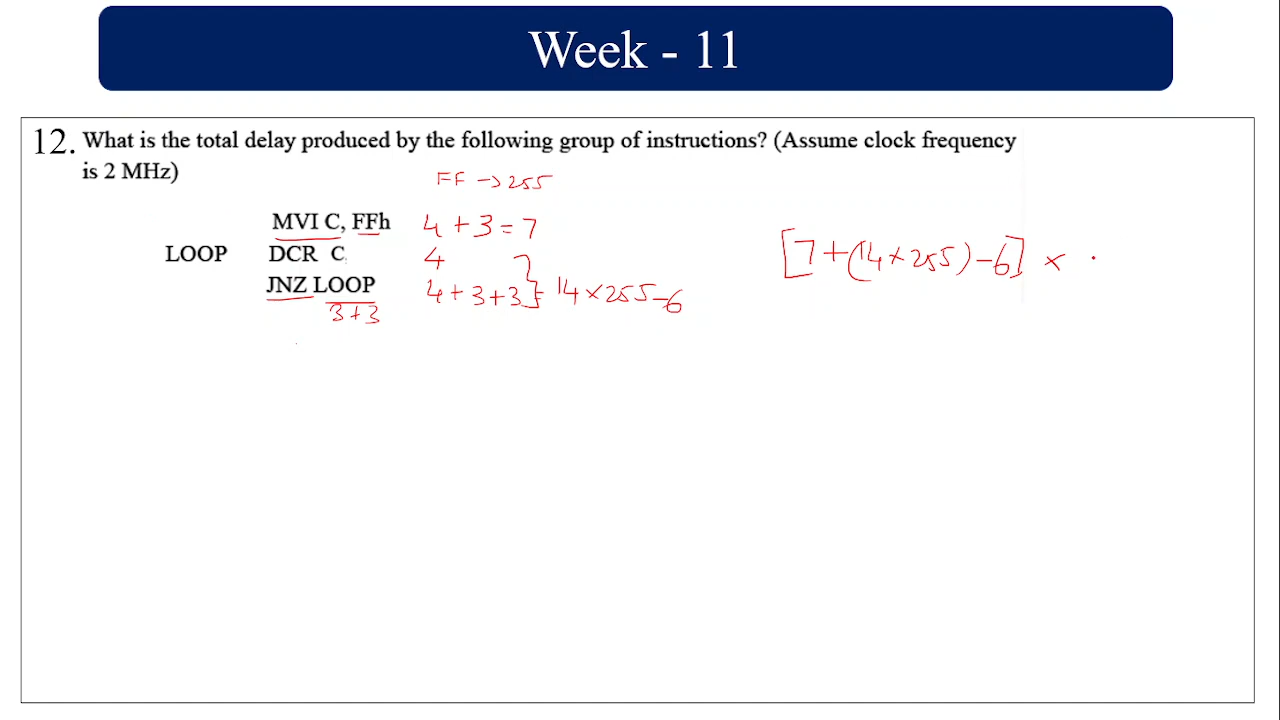 Week - 11
12. What is the total delay produced by the following group of instructions? (Assume clock frequency
is 2 MHz)
FF → 255
MVI C, FFh 4 + 3 = 7
LOOP DCR C 4
JNZ LOOP 4 + 3 + 3 } 14 × 255 - 6
3 + 3
[7 + (14 × 255) - 6] ×